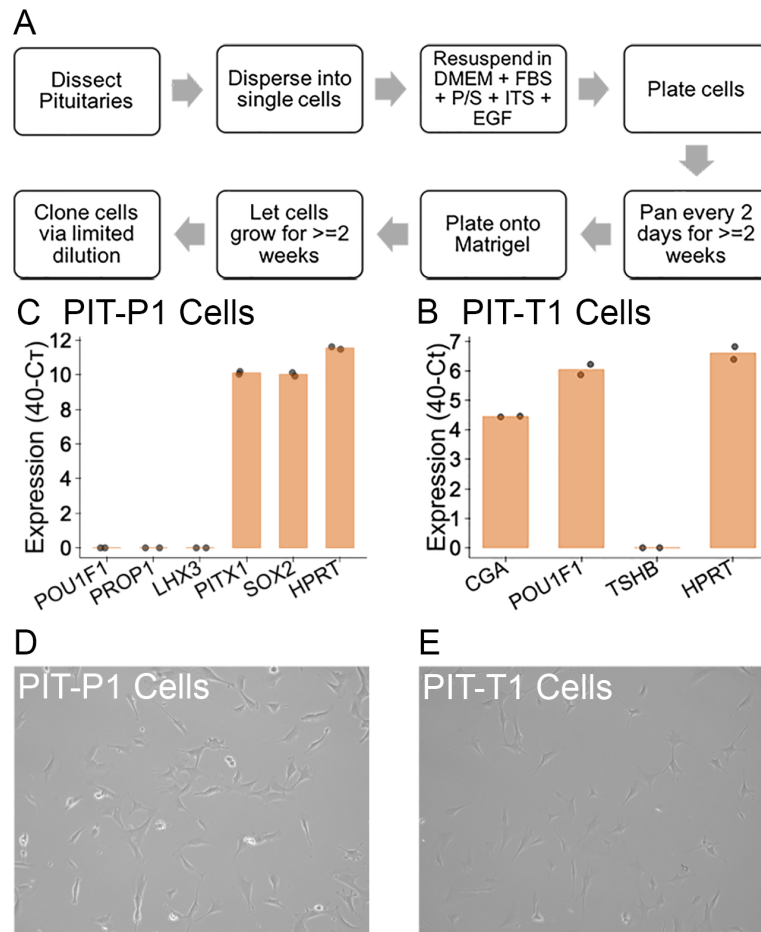 A
Dissect
Pituitaries
Disperse into
single cells
Resuspend in
DMEM + FBS
+ P/S + ITS +
EGF
Plate cells
Clone cells
via limited
dilution
Let cells
grow for >=2
weeks
Plate onto
Matrigel
Pan every 2
days for >=2
weeks
C PIT-P1 Cells
Expression (40-Cт)
12
10
8
6
4
2
0
POU1F1
PROP1
LHX3
PITX1
SOX2
HPRT
B PIT-T1 Cells
Expression (40-Ct)
7
6
5
4
3
2
1
0
CGA
POU1F1
TSHB
HPRT
D
PIT-P1 Cells
E
PIT-T1 Cells